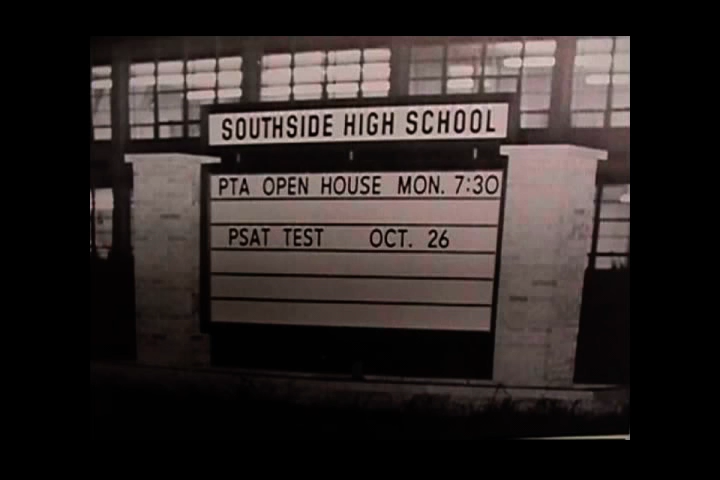 SOUTHSIDE HIGH SCHOOL
PTA OPEN HOUSE MON. 7:30
PSAT TEST OCT. 26